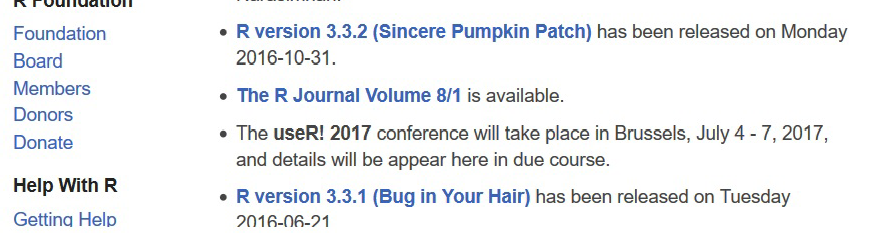 R Foundation
Foundation
Board
Members
Donors
Donate
Help With R
Getting Help
R version 3.3.2 (Sincere Pumpkin Patch) has been released on Monday
2016-10-31.
The R Journal Volume 8/1 is available.
The useR! 2017 conference will take place in Brussels, July 4 - 7, 2017,
and details will be appear here in due course.
R version 3.3.1 (Bug in Your Hair) has been released on Tuesday
2016-06-21